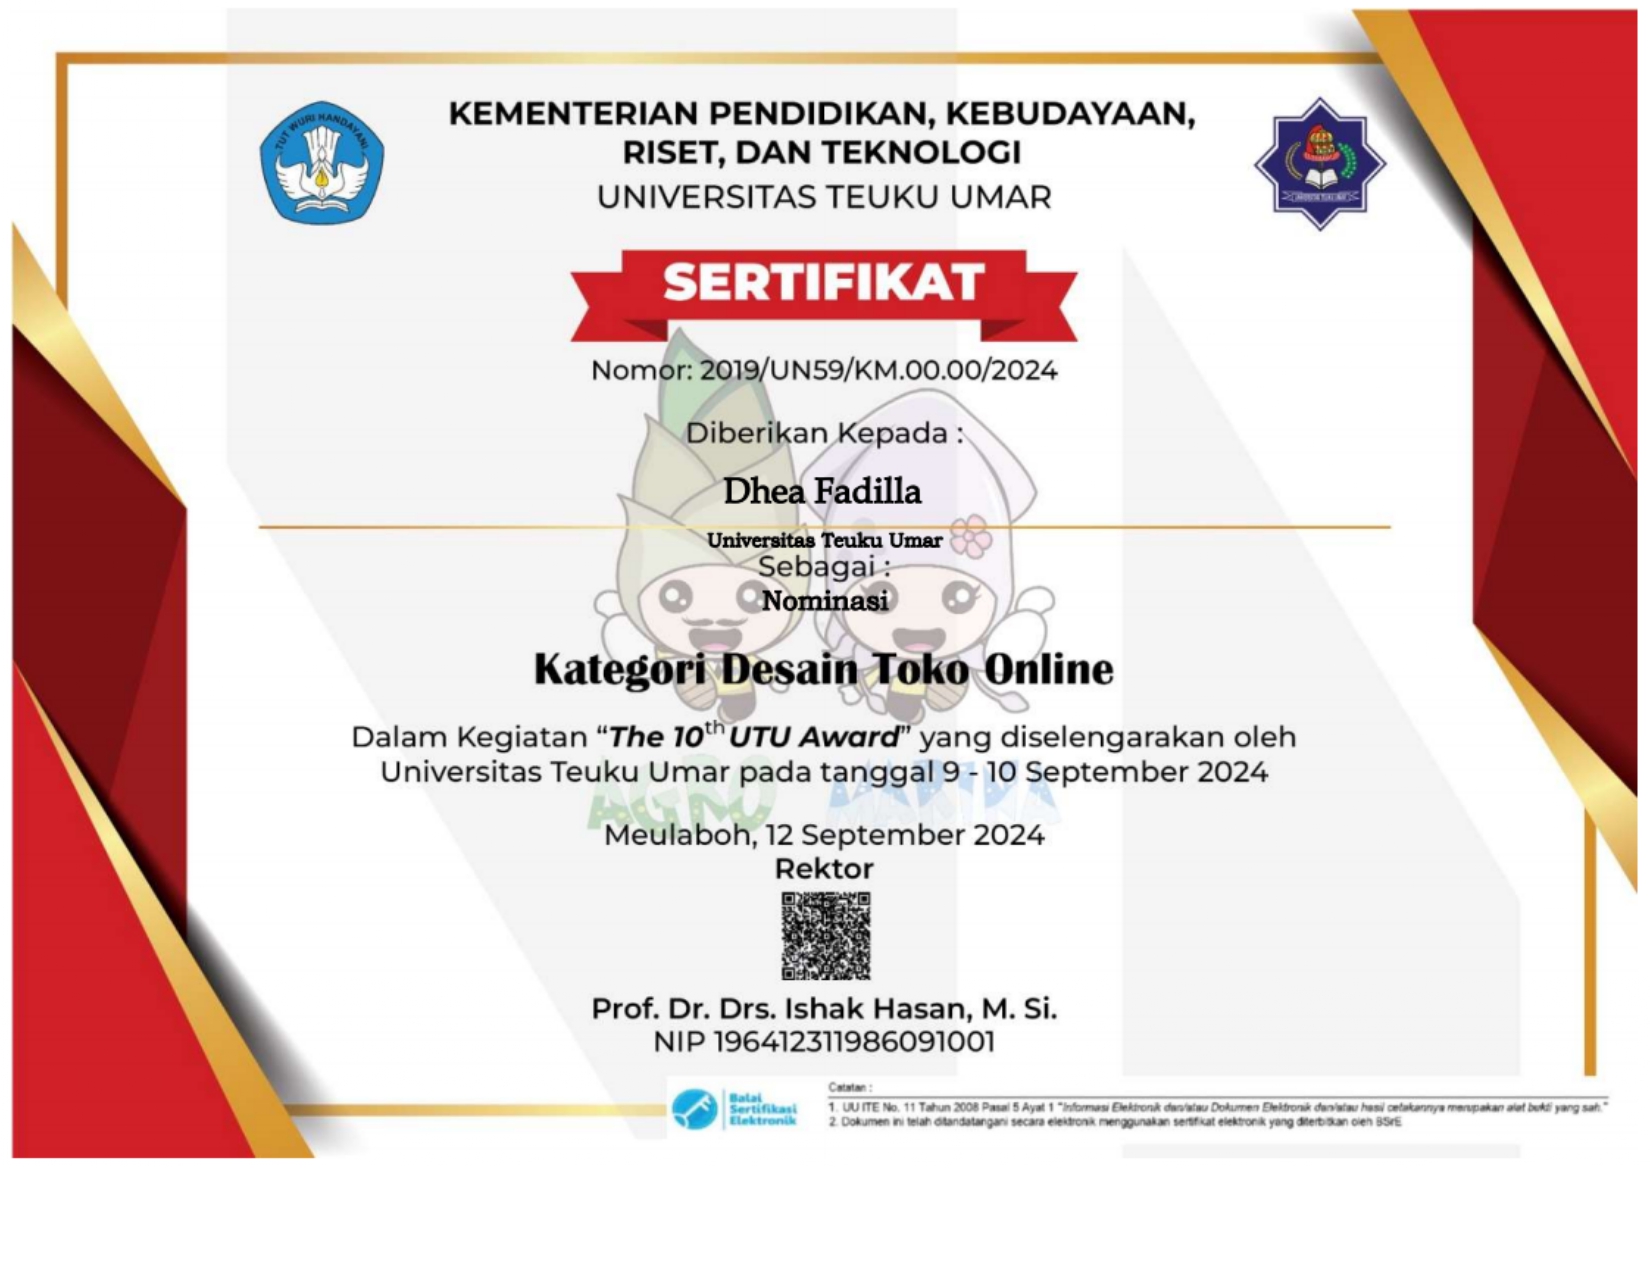 TUT WURI HANDAYANI
KEMENTERIAN PENDIDIKAN, KEBUDAYAAN,
RISET, DAN TEKNOLOGI
UNIVERSITAS TEUKU UMAR
UNIVERSITAS TEUKU UMAR
SERTIFIKAT
Nomor: 2019/UN59/KM.00.00/2024
Diberikan Kepada :
Dhea Fadilla
Universitas Teuku Umar
Sebagai :
Nominasi
Kategori Desain Toko Online
Dalam Kegiatan “The 10th UTU Award” yang diselengarakan oleh
Universitas Teuku Umar pada tanggal 9 - 10 September 2024
AGRO MARINA
Meulaboh, 12 September 2024
Rektor
Prof. Dr. Drs. Ishak Hasan, M. Si.
NIP 196412311986091001
Balai
Sertifikasi
Elektronik
Catatan :
1. UU ITE No. 11 Tahun 2008 Pasal 5 Ayat 1 "Informasi Elektronik dan/atau Dokumen Elektronik dan/atau hasil cetakannya merupakan alat bukti yang sah."
2. Dokumen ini telah ditandatangani secara elektronik menggunakan sertifikat elektronik yang diterbitkan oleh BSrE